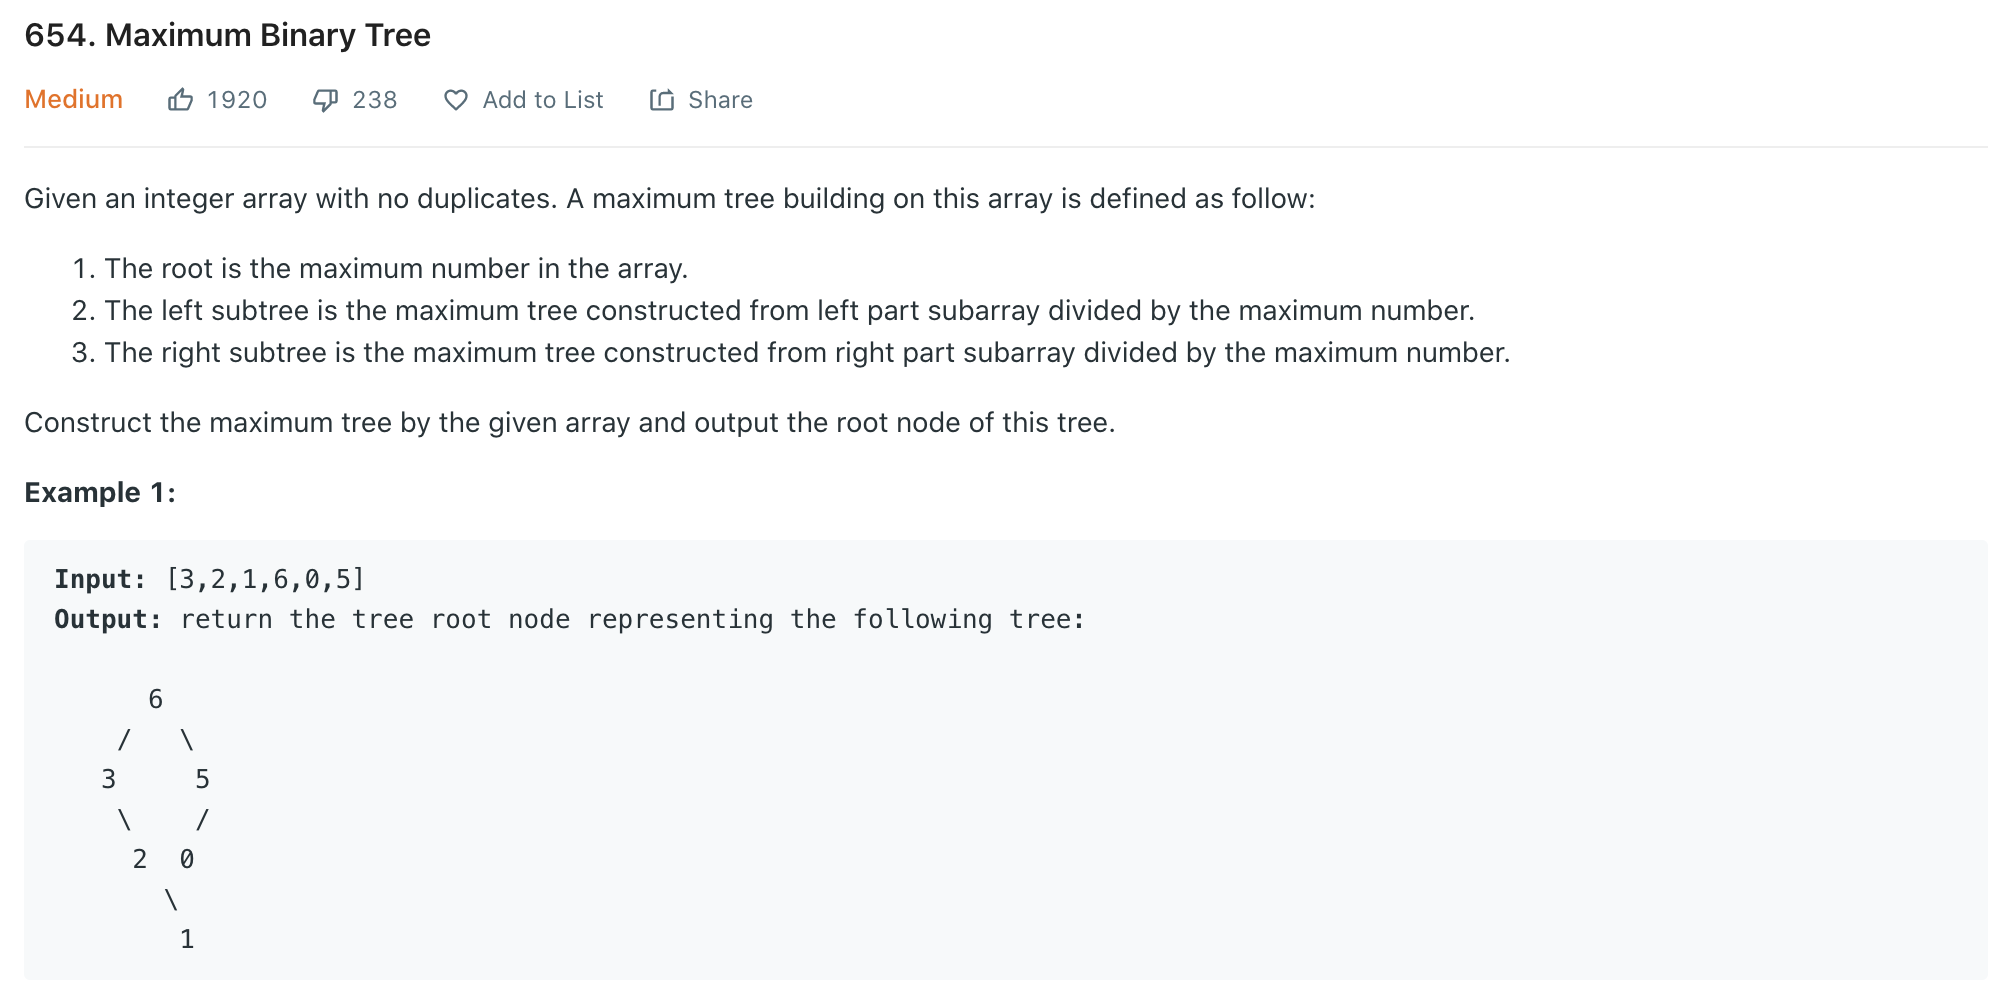 654. Maximum Binary Tree
Medium 1920 238 Add to List Share
Given an integer array with no duplicates. A maximum tree building on this array is defined as follow:
1. The root is the maximum number in the array.
2. The left subtree is the maximum tree constructed from left part subarray divided by the maximum number.
3. The right subtree is the maximum tree constructed from right part subarray divided by the maximum number.
Construct the maximum tree by the given array and output the root node of this tree.
Example 1:
Input: [3,2,1,6,0,5]
Output: return the tree root node representing the following tree:
      6
    /   \
   3     5
    \    /
     2  0
       \
        1